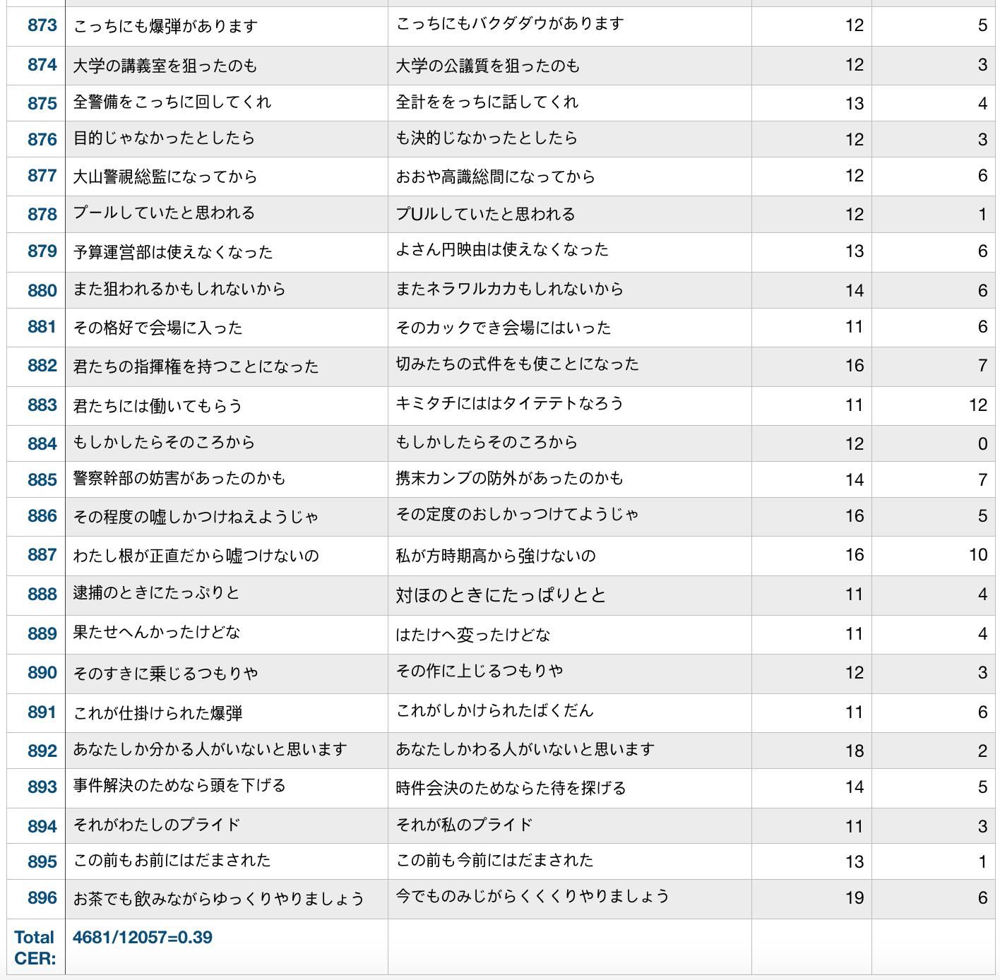 873 こっちにも爆弾があります こっちにもバクダダウがあります 12 5
874 大学の講義室を狙ったのも 大学の公議質を狙ったのも 12 3
875 全警備をこっちに回してくれ 全計ををっちに話してくれ 13 4
876 目的じゃなかったとしたら も決的じなかったとしたら 12 3
877 大山警視総監になってから おおや高識総間になってから 12 6
878 プールしていたと思われる プUルしていたと思われる 12 1
879 予算運営部は使えなくなった よさん円映由は使えなくなった 13 6
880 また狙われるかもしれないから またネラワルカカもしれないから 14 6
881 その格好で会場に入った そのカックでき会場にはいった 11 6
882 君たちの指揮権を持つことになった 切みたちの式件をも使ことになった 16 7
883 君たちには働いてもらう キミタチにははタイテテトなろう 11 12
884 もしかしたらそのころから もしかしたらそのころから 12 0
885 警察幹部の妨害があったのかも 携末カンブの防外があったのかも 14 7
886 その程度の嘘しかつけねえようじゃ その定度のおしかっつけてようじゃ 16 5
887 わたし根が正直だから嘘つけないの 私が方時期高から強けないの 16 10
888 逮捕のときにたっぷりと 対ほのときにたっぱりとと 11 4
889 果たせへんかったけどな はたけへ変ったけどな 11 4
890 そのすきに乗じるつもりや その作に上じるつもりや 12 3
891 これが仕掛けられた爆弾 これがしかけられたばくだん 11 6
892 あなたしか分かる人がいないと思います あなたしかわる人がいないと思います 18 2
893 事件解決のためなら頭を下げる 時件会決のためならた待を探げる 14 5
894 それがわたしのプライド それが私のプライド 11 3
895 この前もお前にはだまされた この前も今前にはだまされた 13 1
896 お茶でも飲みながらゆっくりやりましょう 今でものみじがらくくくりやりましょう 19 6
Total 4681/12057=0.39
CER: